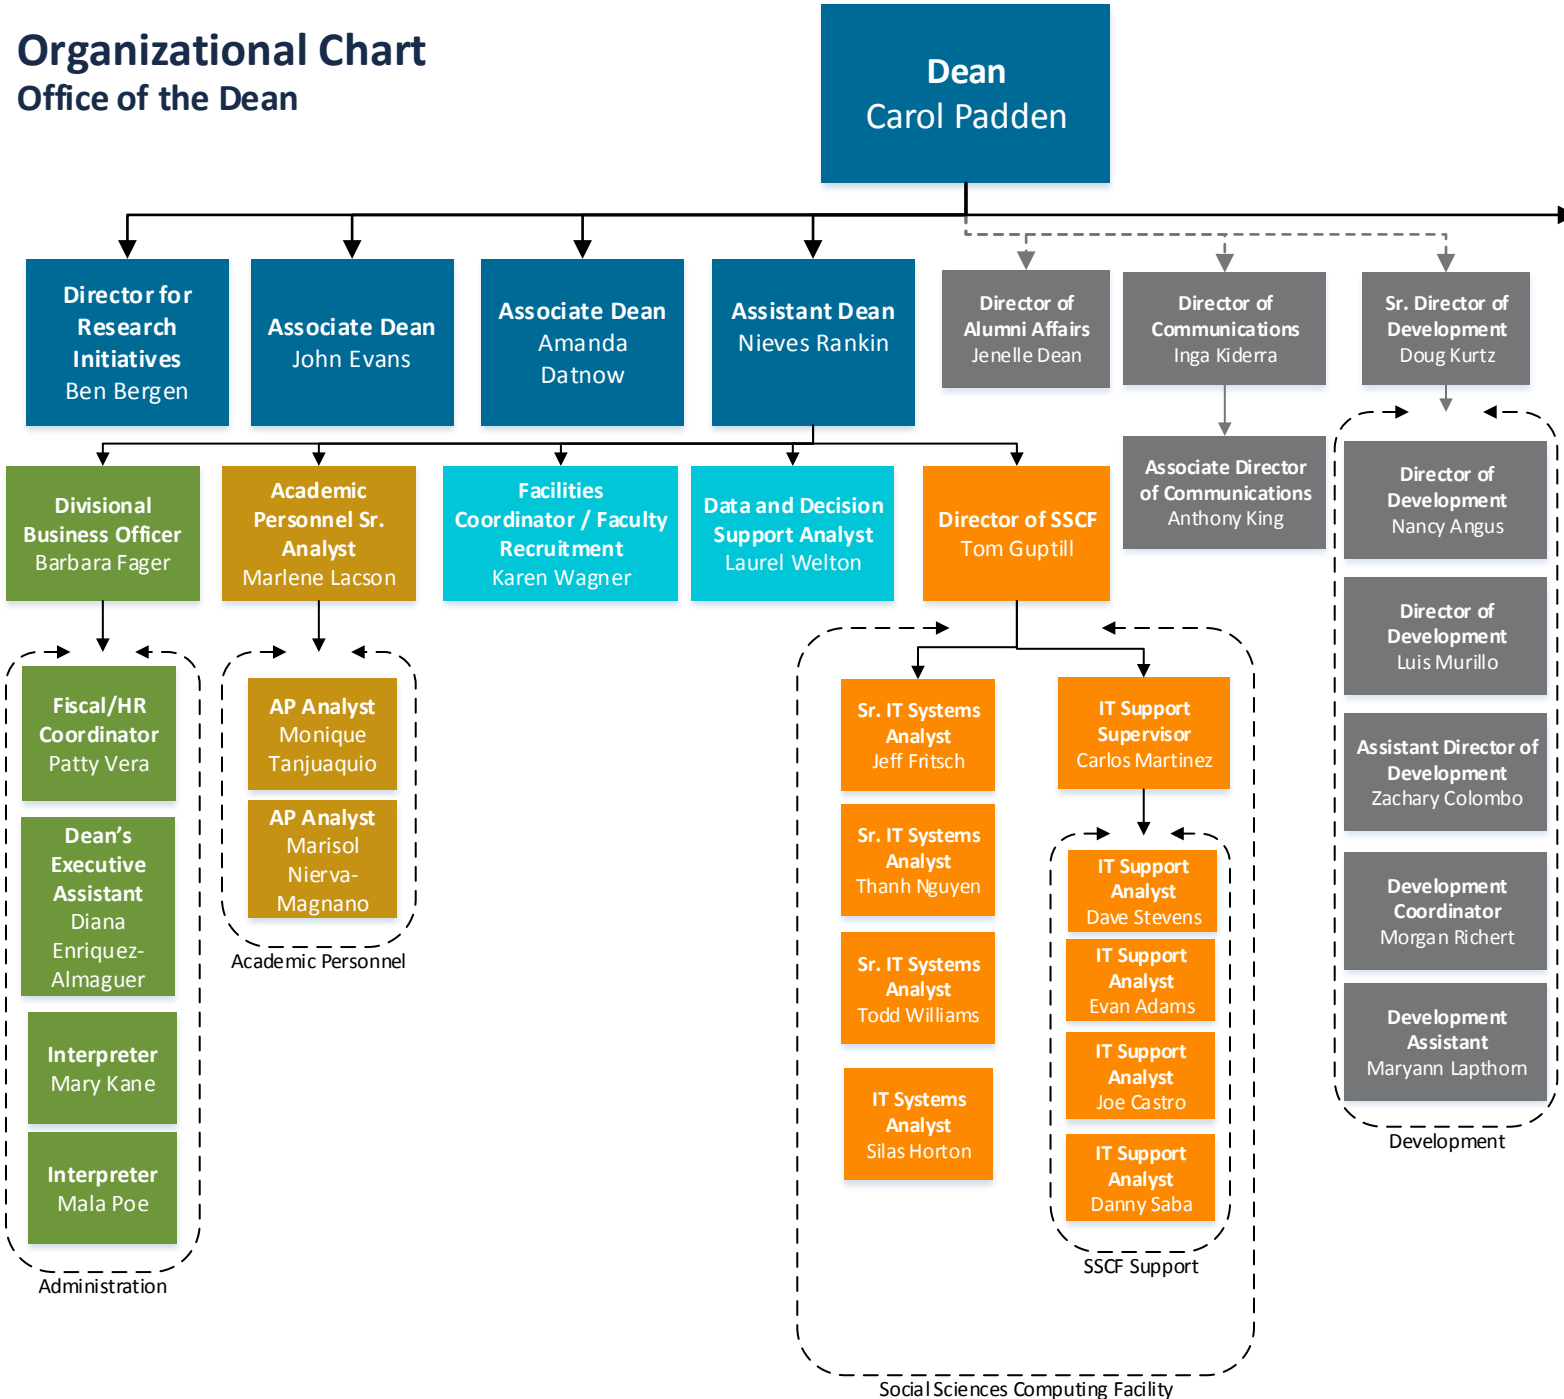 Organizational Chart
Office of the Dean
Dean
Carol Padden
Director for
Research
Initiatives
Ben Bergen
Associate Dean
John Evans
Associate Dean
Amanda
Datnow
Assistant Dean
Nieves Rankin
Director of
Alumni Affairs
Jenelle Dean
Director of
Communications
Inga Kiderra
Sr. Director of
Development
Doug Kurtz
Divisional
Business Officer
Barbara Fager
Academic
Personnel Sr.
Analyst
Marlene Lacson
Facilities
Coordinator / Faculty
Recruitment
Karen Wagner
Data and Decision
Support Analyst
Laurel Welton
Director of SSCF
Tom Guptill
Associate Director
of Communications
Anthony King
Director of
Development
Nancy Angus
Director of
Development
Luis Murillo
Assistant Director of
Development
Zachary Colombo
Development
Coordinator
Morgan Richert
Development
Assistant
Maryann Lapthorn
Development
Fiscal/HR
Coordinator
Patty Vera
Dean’s
Executive
Assistant
Diana
Enriquez-
Almaguer
Interpreter
Mary Kane
Interpreter
Mala Poe
Administration
AP Analyst
Monique
Tanjuaquio
AP Analyst
Marisol
Nierva-
Magnano
Academic Personnel
Sr. IT Systems
Analyst
Jeff Fritsch
Sr. IT Systems
Analyst
Thanh Nguyen
Sr. IT Systems
Analyst
Todd Williams
IT Systems
Analyst
Silas Horton
IT Support
Supervisor
Carlos Martinez
IT Support
Analyst
Dave Stevens
IT Support
Analyst
Evan Adams
IT Support
Analyst
Joe Castro
IT Support
Analyst
Danny Saba
SSCF Support
Social Sciences Computing Facility